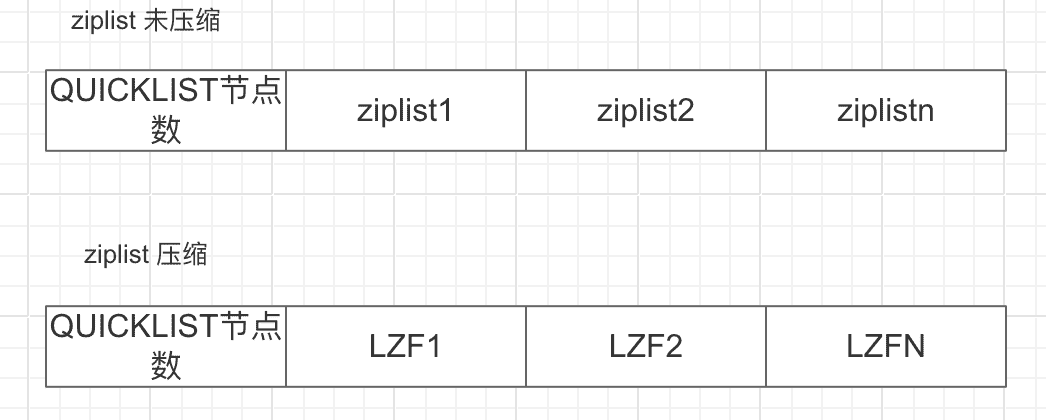 ziplist 未压缩
QUICKLIST节点
数
ziplist1
ziplist2
ziplistn
ziplist 压缩
QUICKLIST节点
数
LZF1
LZF2
LZFN